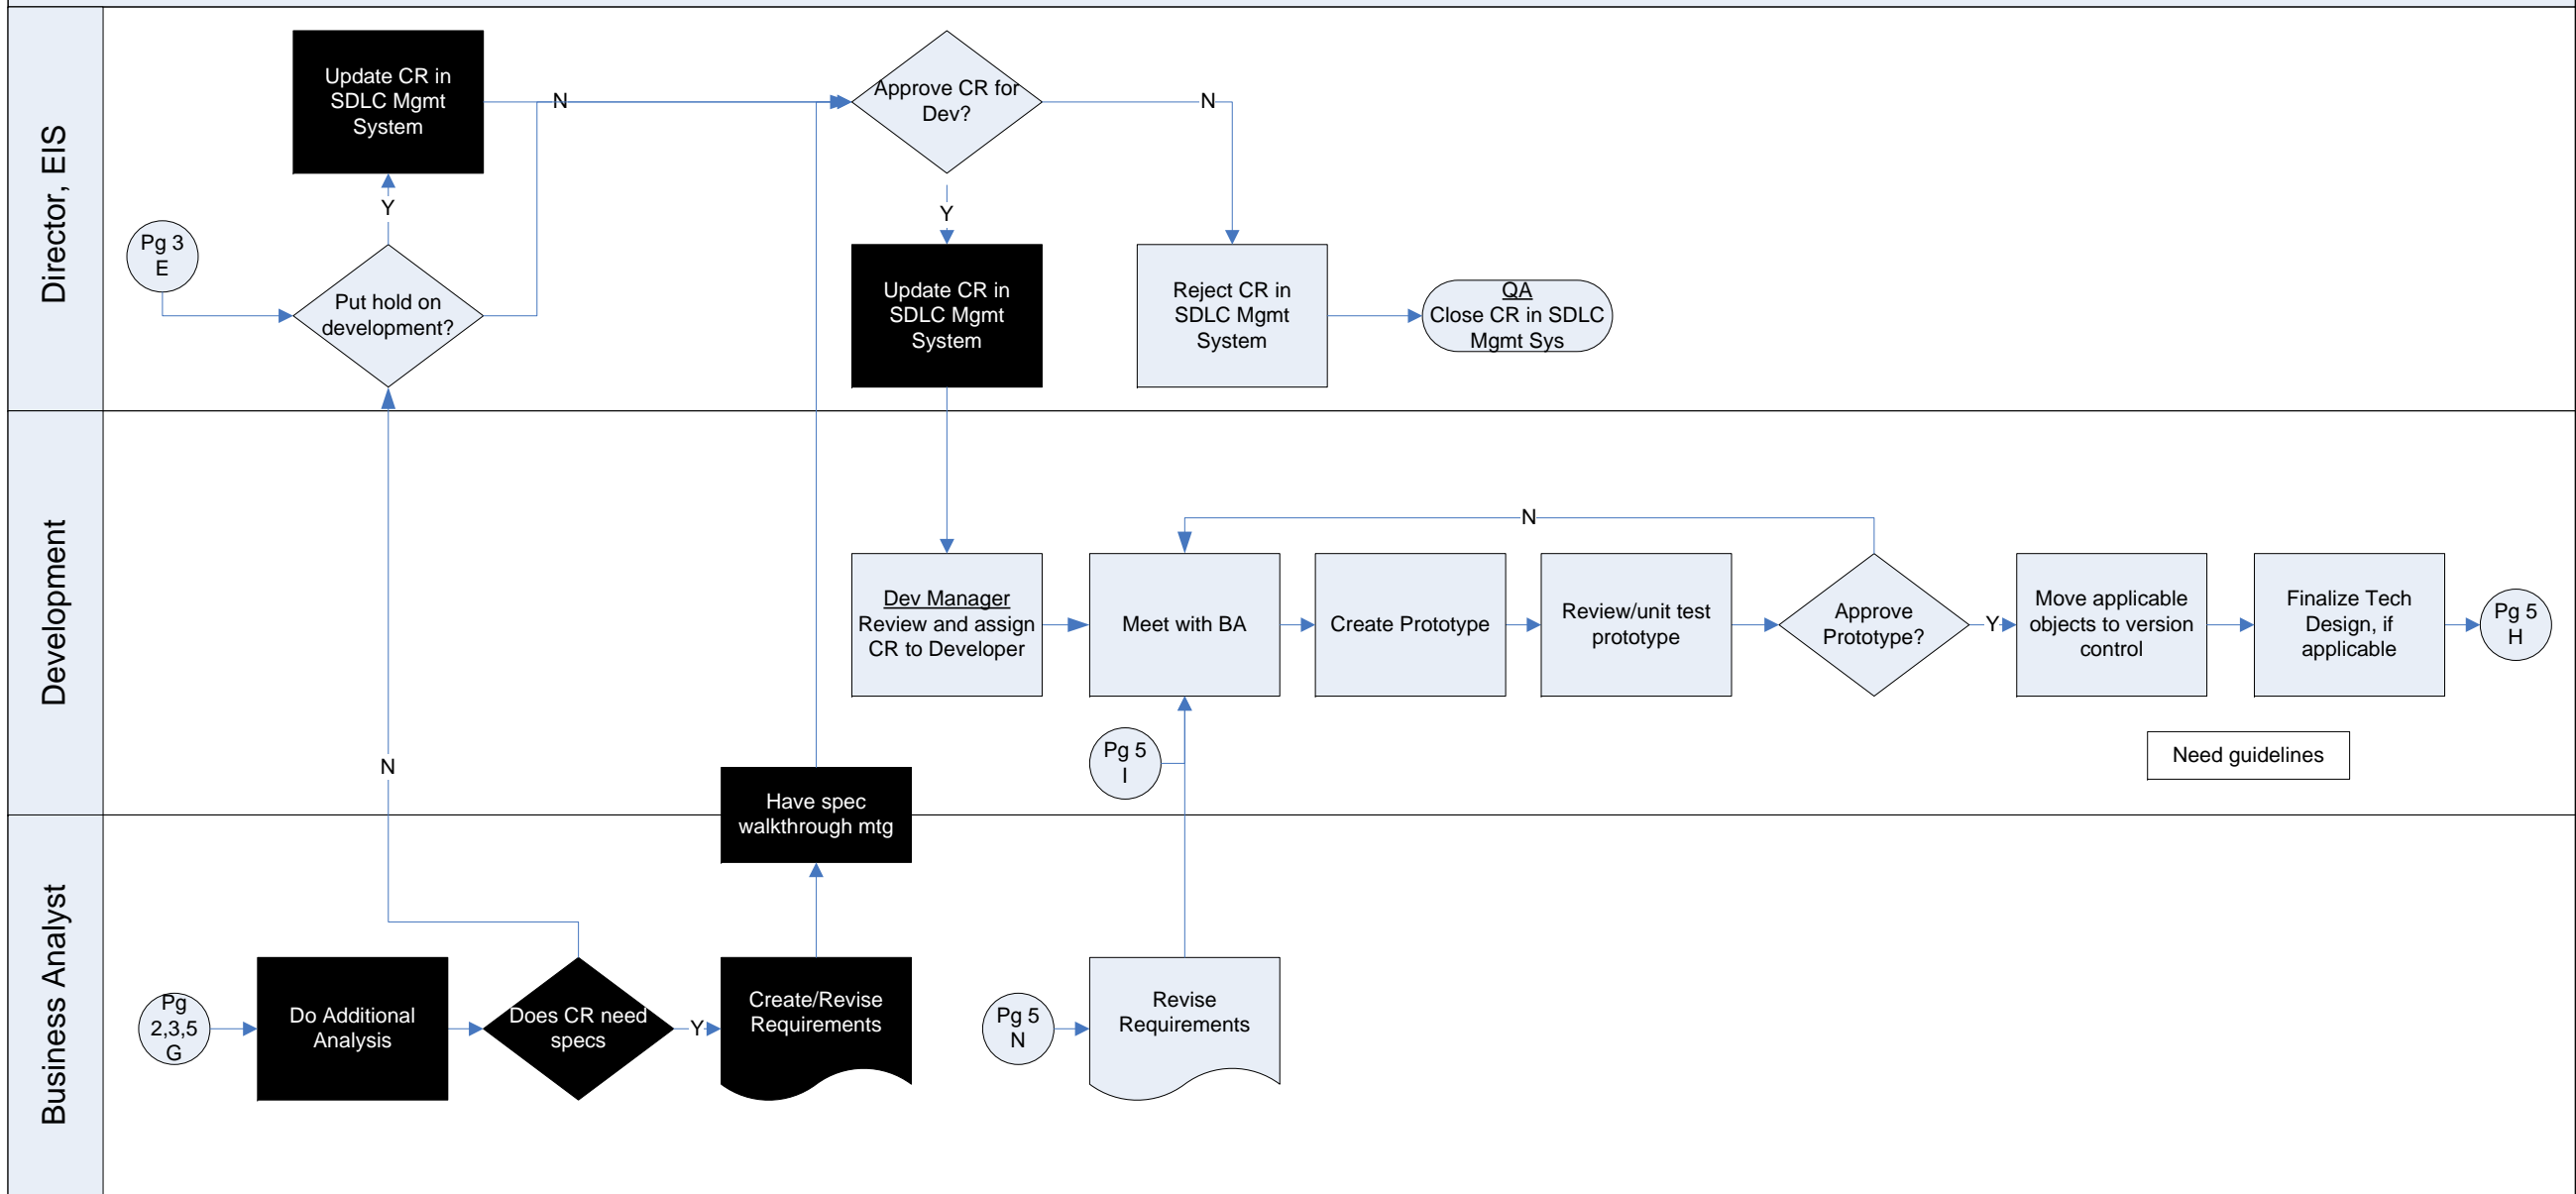 Director, EIS
Update CR in
SDLC Mgmt
System
N
Approve CR for
Dev?
N
Y
Y
Pg 3
E
Put hold on
development?
Update CR in
SDLC Mgmt
System
Reject CR in
SDLC Mgmt
System
QA
Close CR in SDLC
Mgmt Sys
Development
N
Dev Manager
Review and assign
CR to Developer
Meet with BA
Create Prototype
Review/unit test
prototype
Approve
Prototype?
Y
Move applicable
objects to version
control
Finalize Tech
Design, if
applicable
Pg 5
H
N
Pg 5
I
Need guidelines
Have spec
walkthrough mtg
Business Analyst
Pg
2,3,5
G
Do Additional
Analysis
Does CR need
specs
Y
Create/Revise
Requirements
Pg 5
N
Revise
Requirements